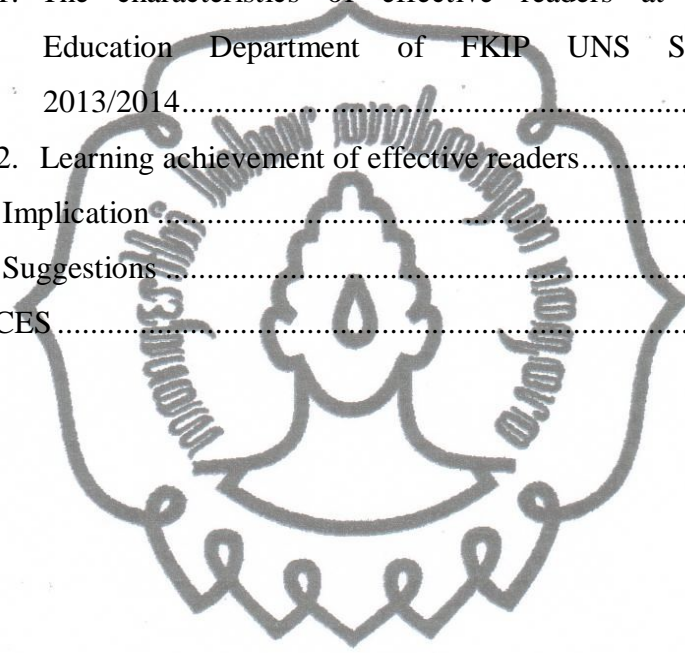 1. The characteristics of effective readers at
Education Department of FKIP UNS S
2013/2014
2. Learning achievement of effective readers
Implication
Suggestions
CES